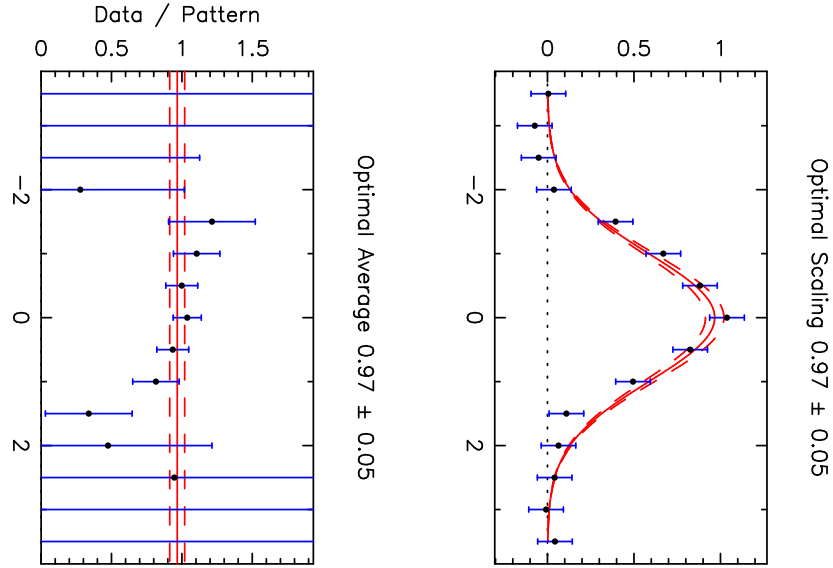 Data / Pattern
0 0.5 1 1.5
−2 0 2
Optimal Average 0.97 ± 0.05
0 0.5 1
−2 0 2
Optimal Scaling 0.97 ± 0.05